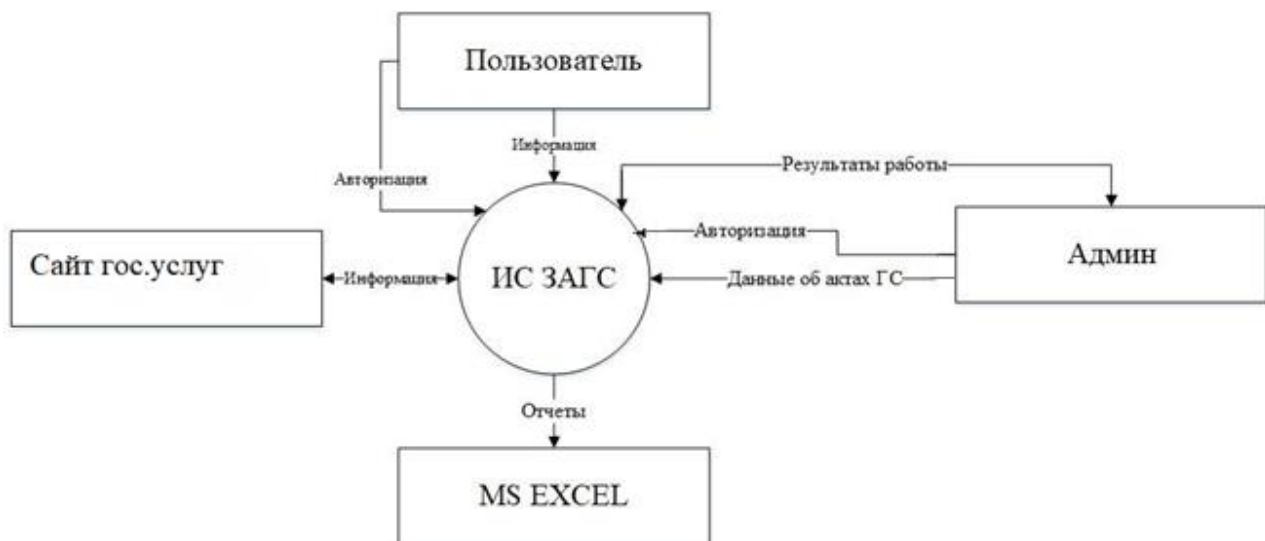 Пользователь
Информация
Авторизация
Результаты работы
Авторизация
Админ
Сайт гос.услуг
Информация
ИС ЗАГС
Данные об актах ГС
Отчеты
MS EXCEL